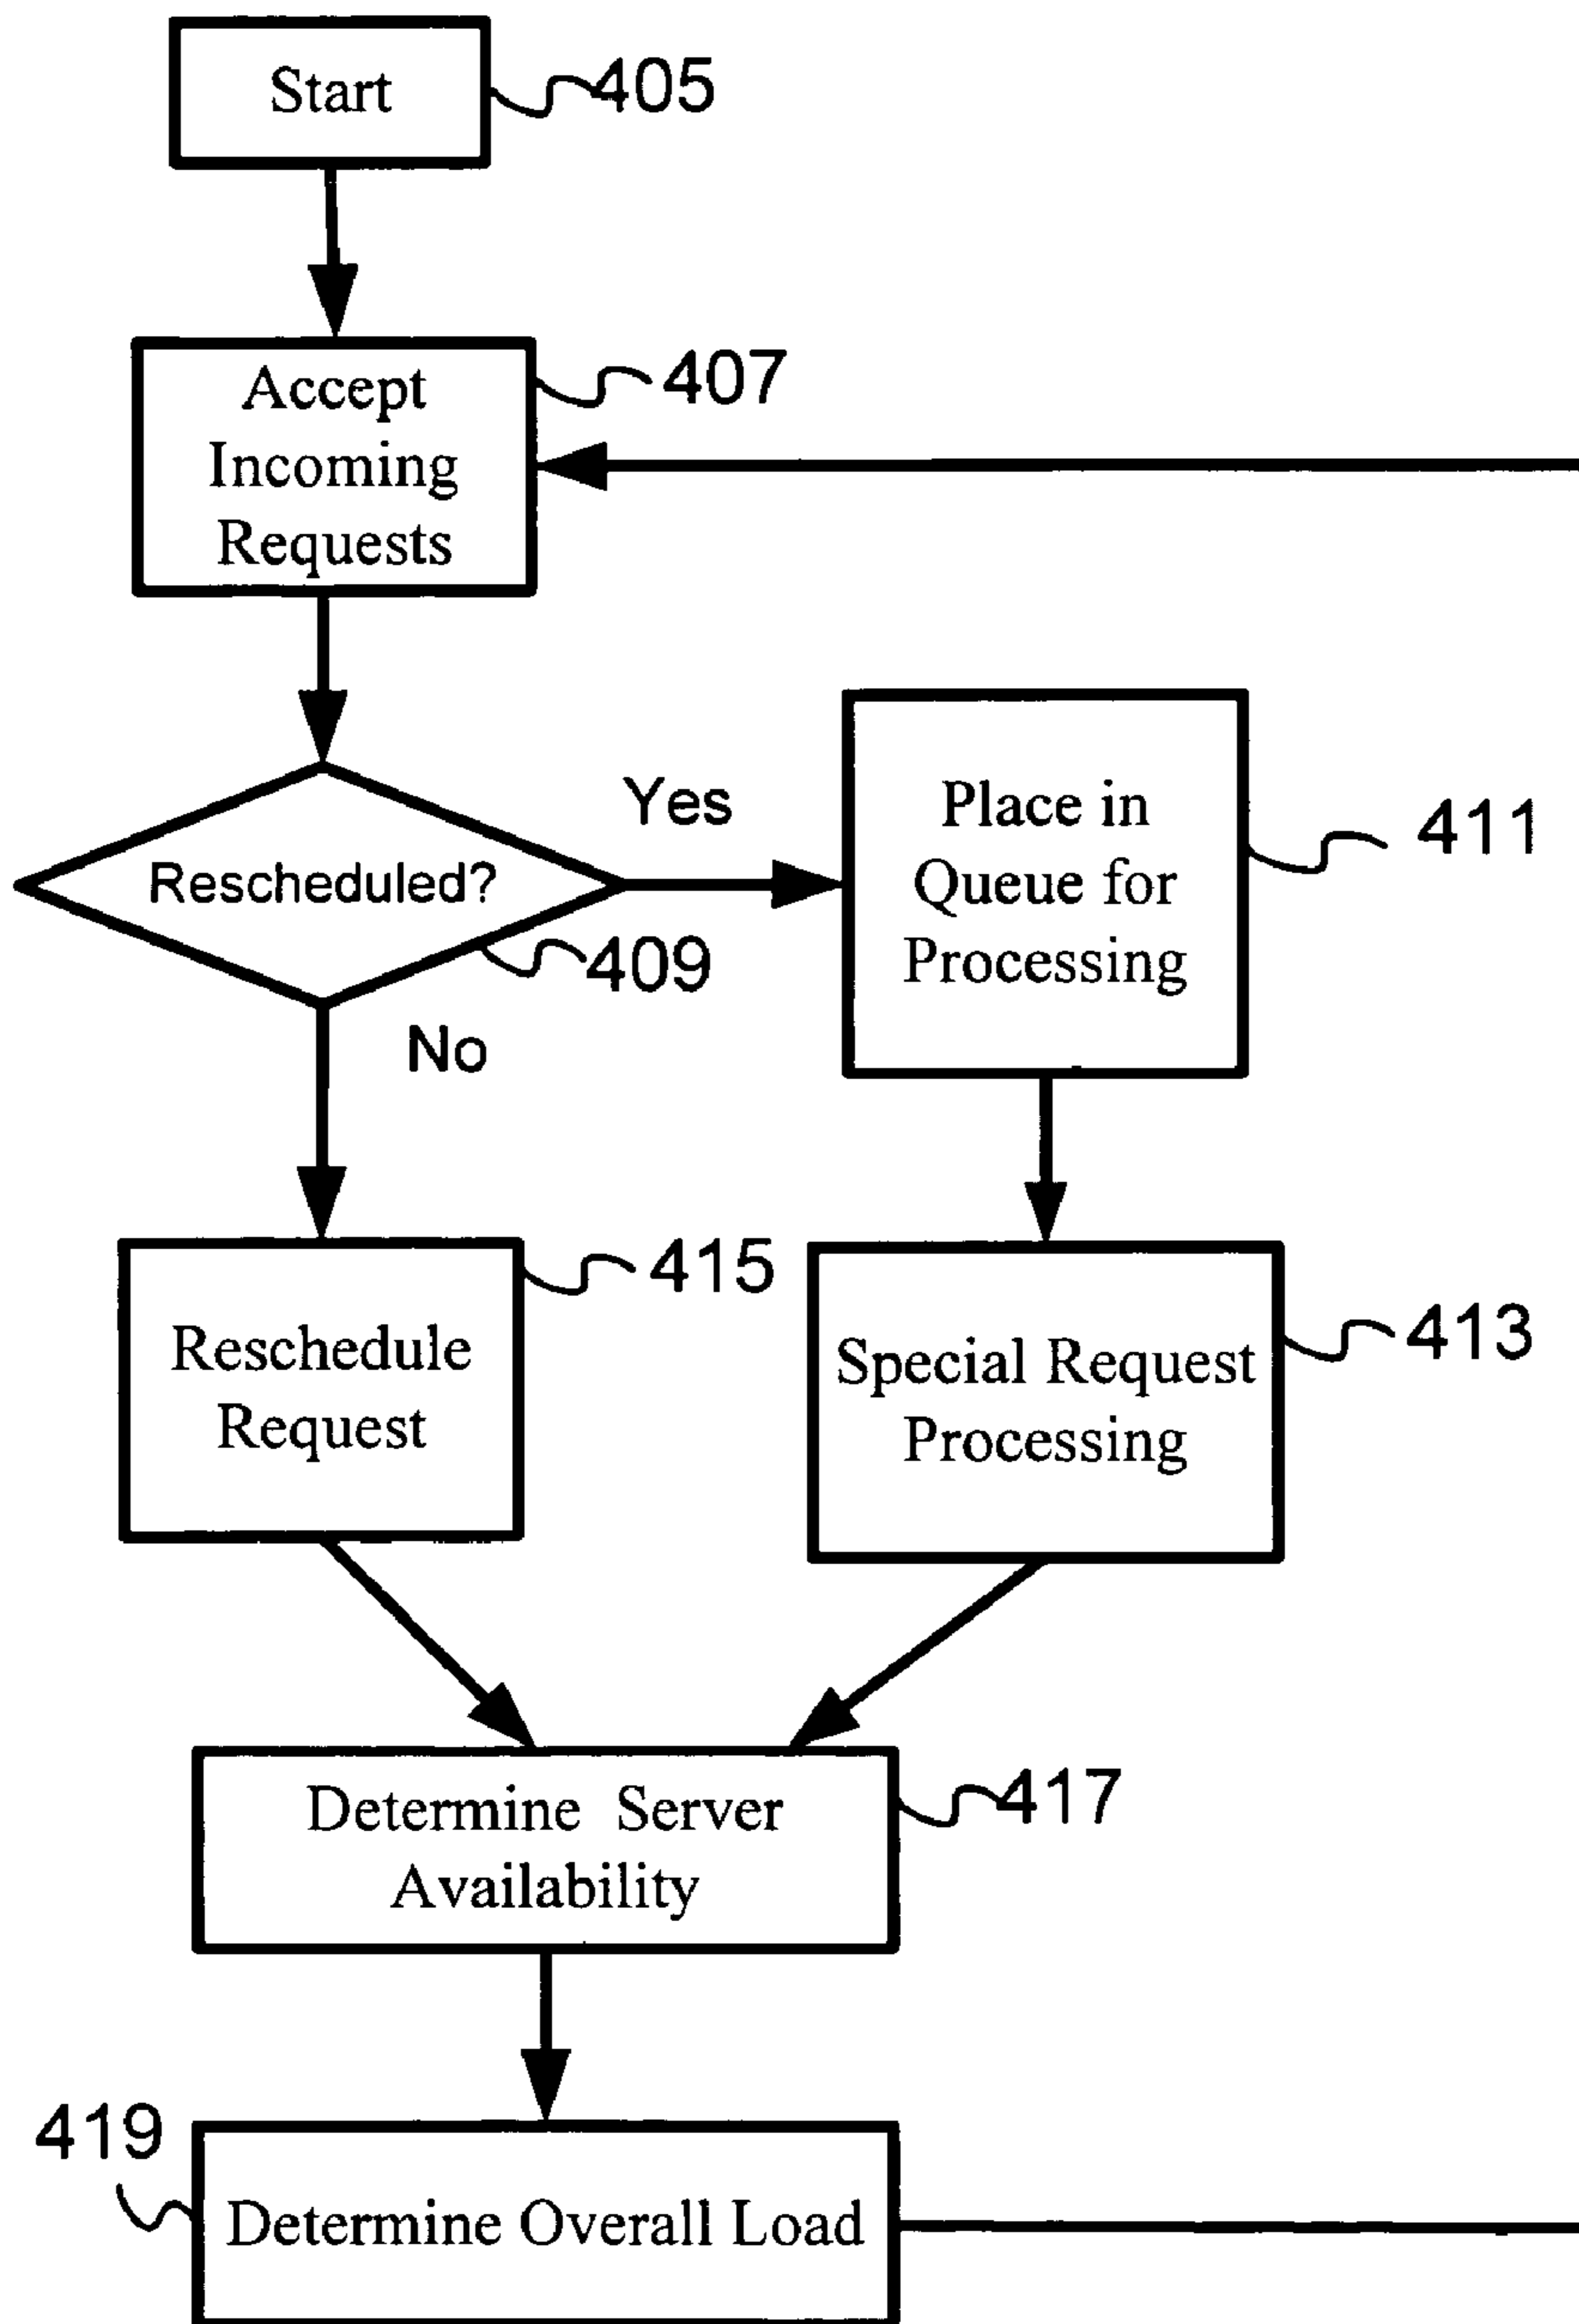 Start
405
Accept
Incoming
Requests
407
Rescheduled?
409
Yes
Place in
Queue for
Processing
411
No
Reschedule
Request
415
Special Request
Processing
413
Determine Server
Availability
417
419
Determine Overall Load